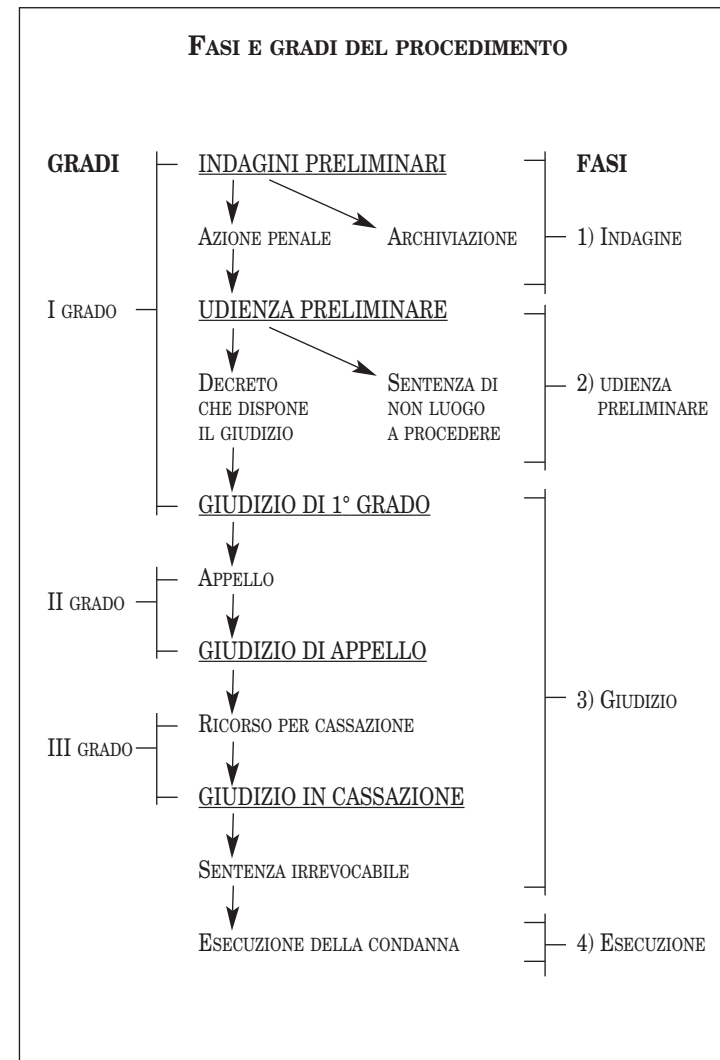 FASI E GRADI DEL PROCEDIMENTO
GRADI
INDAGINI PRELIMINARI
FASI
AZIONE PENALE
ARCHIVIAZIONE
1) INDAGINE
I GRADO
UDIENZA PRELIMINARE
DECRETO
CHE DISPONE
IL GIUDIZIO
SENTENZA DI
NON LUOGO
A PROCEDERE
2) UDIENZA
PRELIMINARE
GIUDIZIO DI 1° GRADO
APPELLO
II GRADO
GIUDIZIO DI APPELLO
3) GIUDIZIO
RICORSO PER CASSAZIONE
III GRADO
GIUDIZIO IN CASSAZIONE
SENTENZA IRREVOCABILE
ESECUZIONE DELLA CONDANNA
4) ESECUZIONE